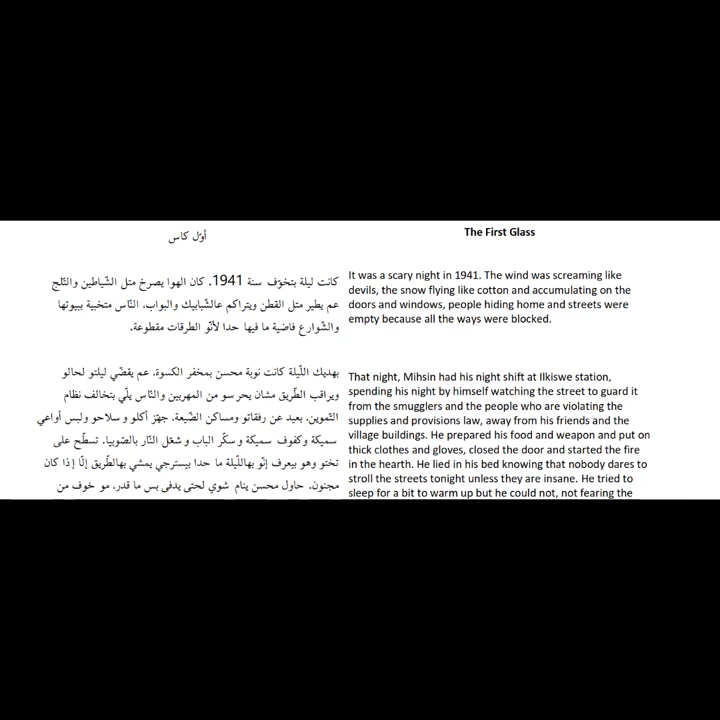 أوّل كاس
كانت ليلة بتخوّف سنة 1941. كان الهوا يصرخ متل الشّياطين والتّلج
عم يطير متل القطن ويتراكم عالشّبابيك والبواب. النّاس متخبية ببيوتها
والشّوارع فاضية ما فيها حدا لأنّو الطرقات مقطوعة.
بهديك اللّيلة كانت نوبة محسن بمخفر الكسوة. عم يقضّي ليلتو لحالو
ويراقب الطّريق مشان يحرسو من المهربين والنّاس يلّي بتخالف نظام
التّموين. بعيد عن رفقاتو ومساكن الضّيعة. جهّز أكلو و سلاحو ولبس أواعي
سميكة وكفوف سميكة و سكّر الباب و شعّل النّار بالصّوبيا. تسطّح على
تختو وهو بيعرف إنّو بهاللّيلة ما حدا بيسترجي يمشي بهالطّريق إلّا إذا كان
مجنون. حاول محسن ينام شوي لحتى يدفى بس ما قدر، مو خوف من
The First Glass
It was a scary night in 1941. The wind was screaming like
devils, the snow flying like cotton and accumulating on the
doors and windows, people hiding home and streets were
empty because all the ways were blocked.
That night, Mihsin had his night shift at Ilkiswe station,
spending his night by himself watching the street to guard it
from the smugglers and the people who are violating the
supplies and provisions law, away from his friends and the
village buildings. He prepared his food and weapon and put on
thick clothes and gloves, closed the door and started the fire
in the hearth. He lied in his bed knowing that nobody dares to
stroll the streets tonight unless they are insane. He tried to
sleep for a bit to warm up but he could not, not fearing the